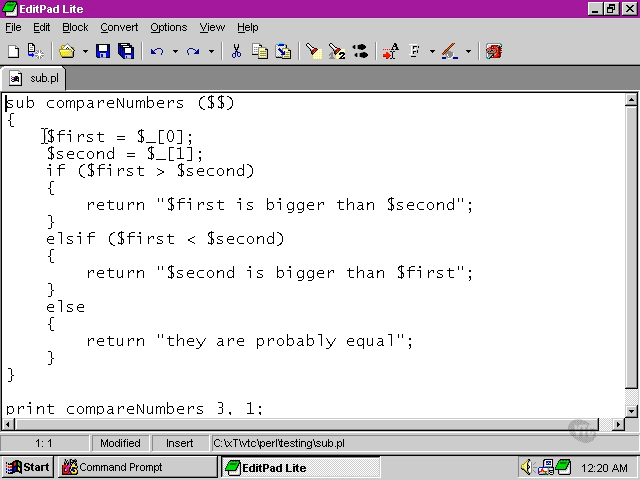 EditPad Lite
File Edit Block Convert Options View Help
sub.pl
sub compareNumbers ($$)
{
$first = $_[0];
$second = $_[1];
if ($first > $second)
{
return "$first is bigger than $second";
}
elsif ($first < $second)
{
return "$second is bigger than $first";
}
else
{
return "they are probably equal";
}
}
print compareNumbers 3, 1;
1: 1 Modified Insert C:\xT\vtc\perl\testing\sub.pl
Start Command Prompt EditPad Lite 12:20 AM